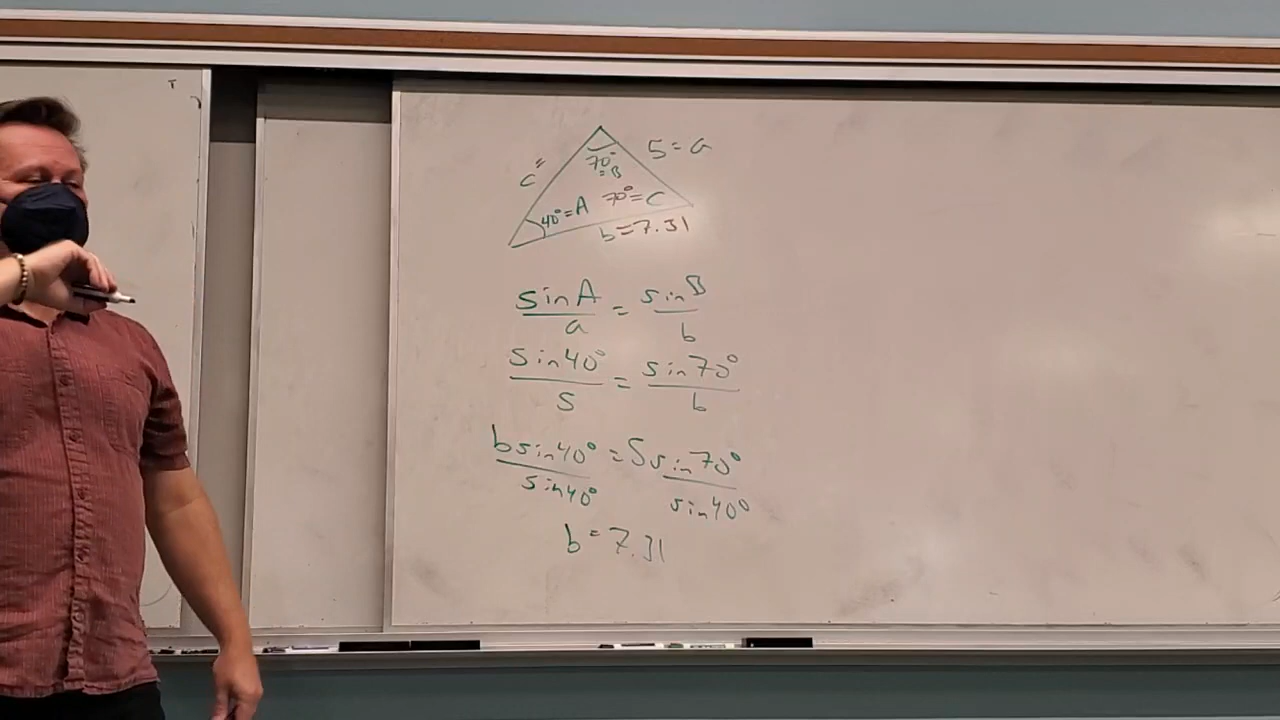 5 = a
c =
70°
= B
40° = A 70° = C
b = 7.31
sin A / a = sin B / b
sin 40° / 5 = sin 70° / b
b sin 40° / sin 40° = 5 sin 70° / sin 40°
b = 7.31